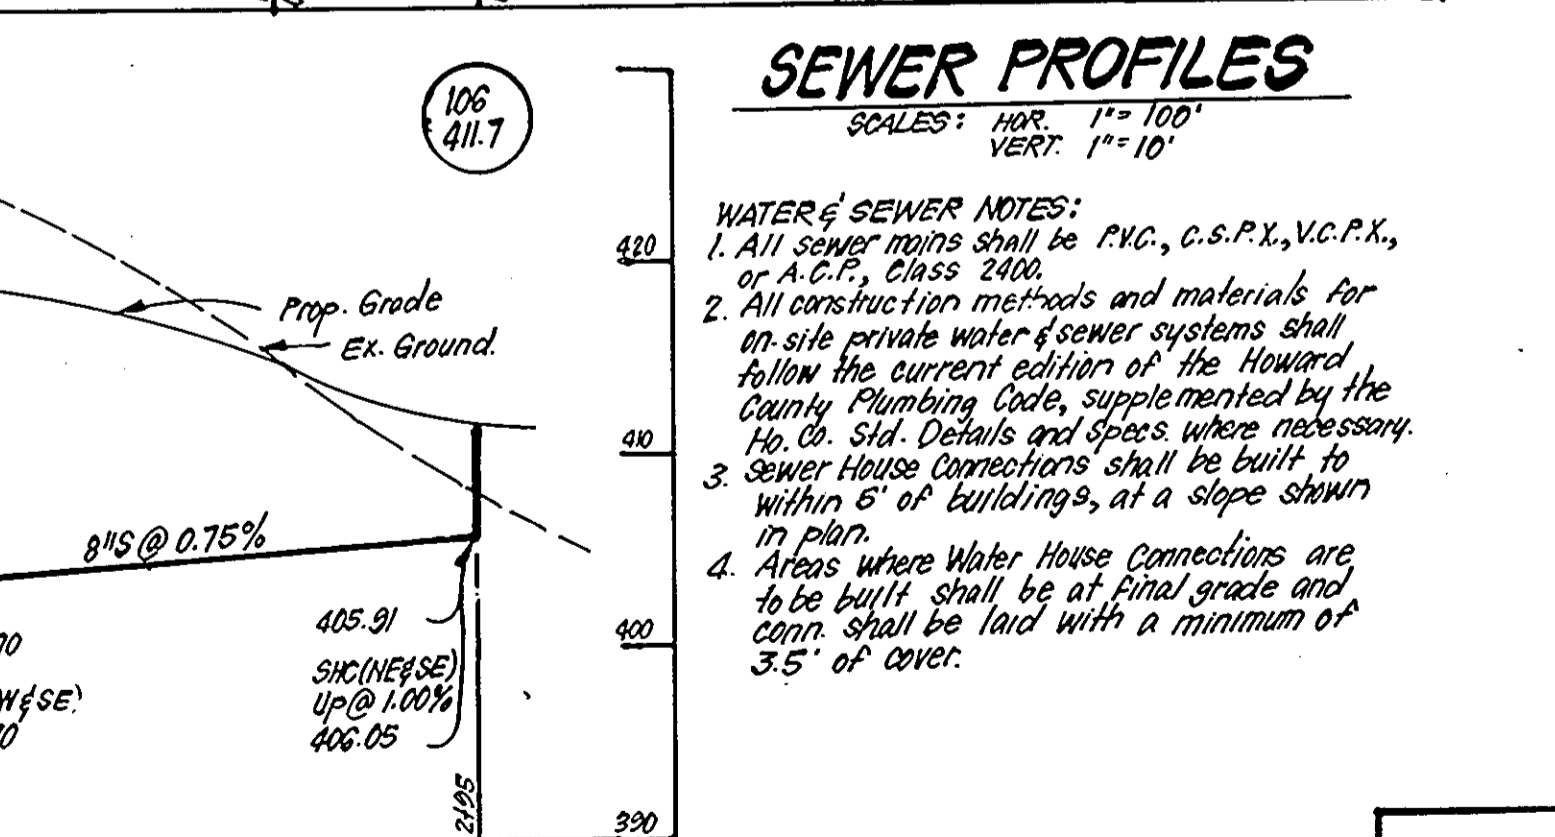 SEWER PROFILES
SCALES: HOR. 1"= 100'
VERT. 1"=10'
106
411.7
WATER & SEWER NOTES:
1. All sewer mains shall be P.V.C., C.S.P.X., V.C.P.X.,
or A.C.P., Class 2400.
2. All construction methods and materials for
on-site private water & sewer systems shall
follow the current edition of the Howard
County Plumbing Code, supplemented by the
Ho. Co. Std. Details and Specs. where necessary.
3. Sewer House Connections shall be built to
within 5' of buildings, at a slope shown
in plan.
4. Areas where Water House Connections are
to be built shall be at final grade and
conn. shall be laid with a minimum of
3.5' of cover.
420
410
400
390
Prop. Grade
Ex. Ground.
8"S @ 0.75%
405.91
SHC(NE&SE)
Up@ 1.00%
406.05
2+95
W&SE)